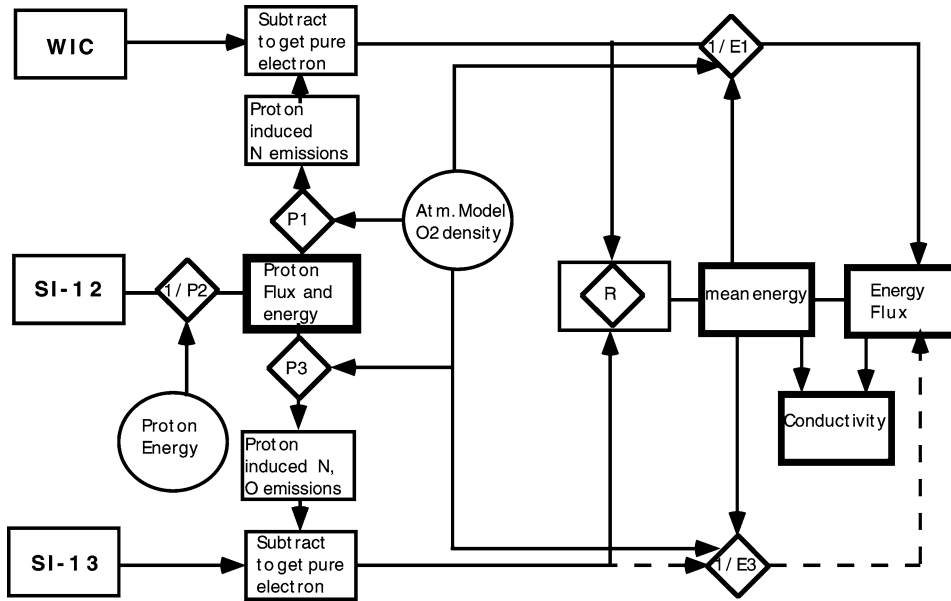 WIC
Subtract
to get pure
electron
1/E1
Proton
induced
N emissions
P1
Atm. Model
O2 density
SI-12
1/P2
Proton
Flux and
energy
R
mean energy
Energy
Flux
P3
Proton
Energy
Conductivity
Proton
induced N,
O emissions
SI-13
Subtract
to get pure
electron
1/E3